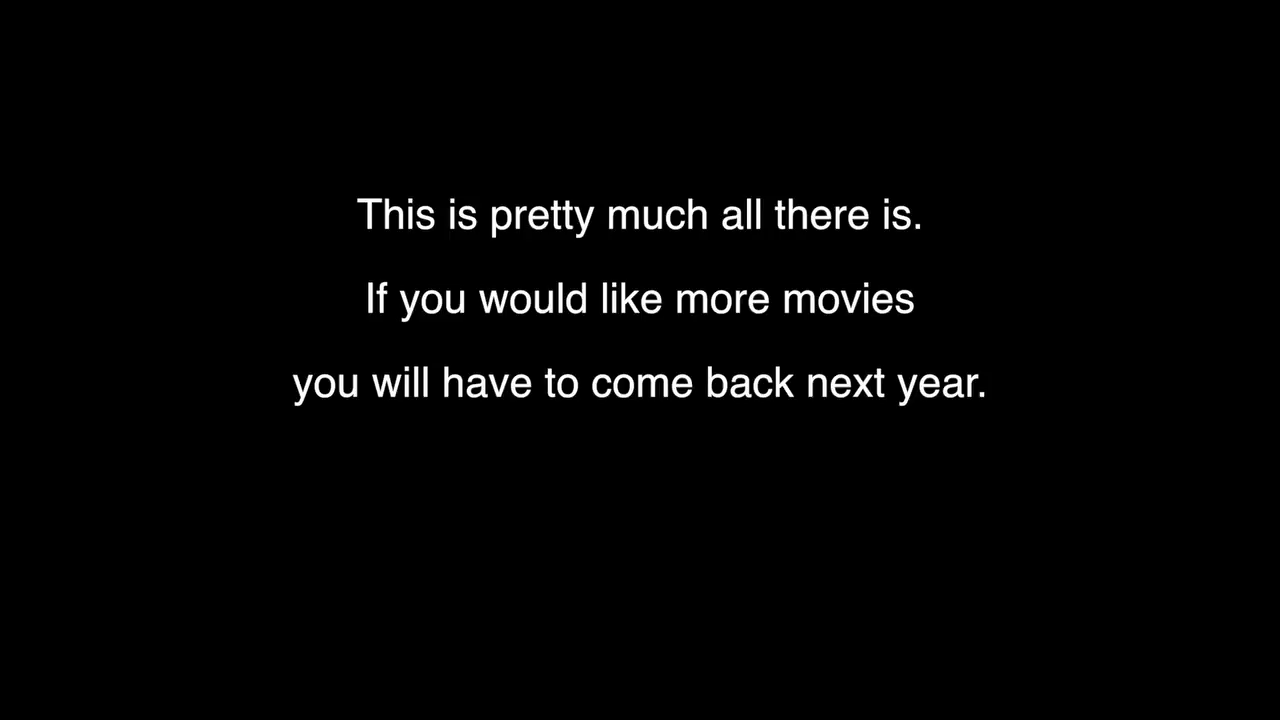 This is pretty much all there is.
If you would like more movies
you will have to come back next year.